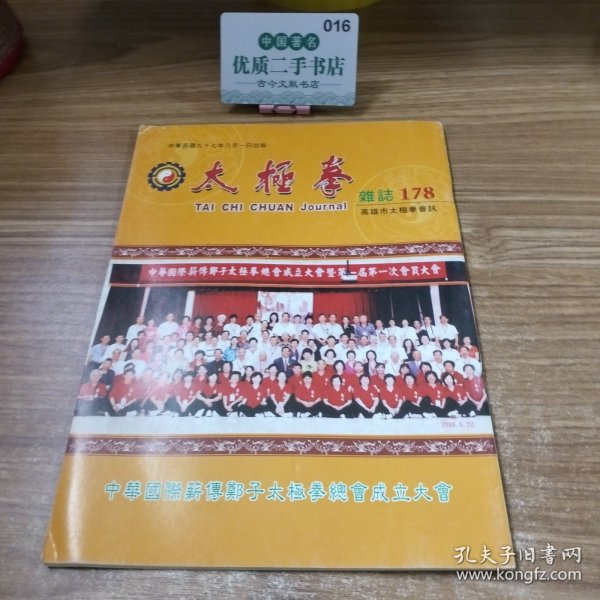 016
中国著名
优质二手书店
古今文献书店
中華民國九十七年八月一日出版
太極拳
TAI CHI CHUAN Journal
雜誌 178
高雄市太極拳會訊
中華國際薪傳鄭子太極拳總會成立大會暨第一屆第一次會員大會
2008.6.22
中華國際薪傳鄭子太極拳總會成立大會
孔夫子旧书网
www.kongfz.com